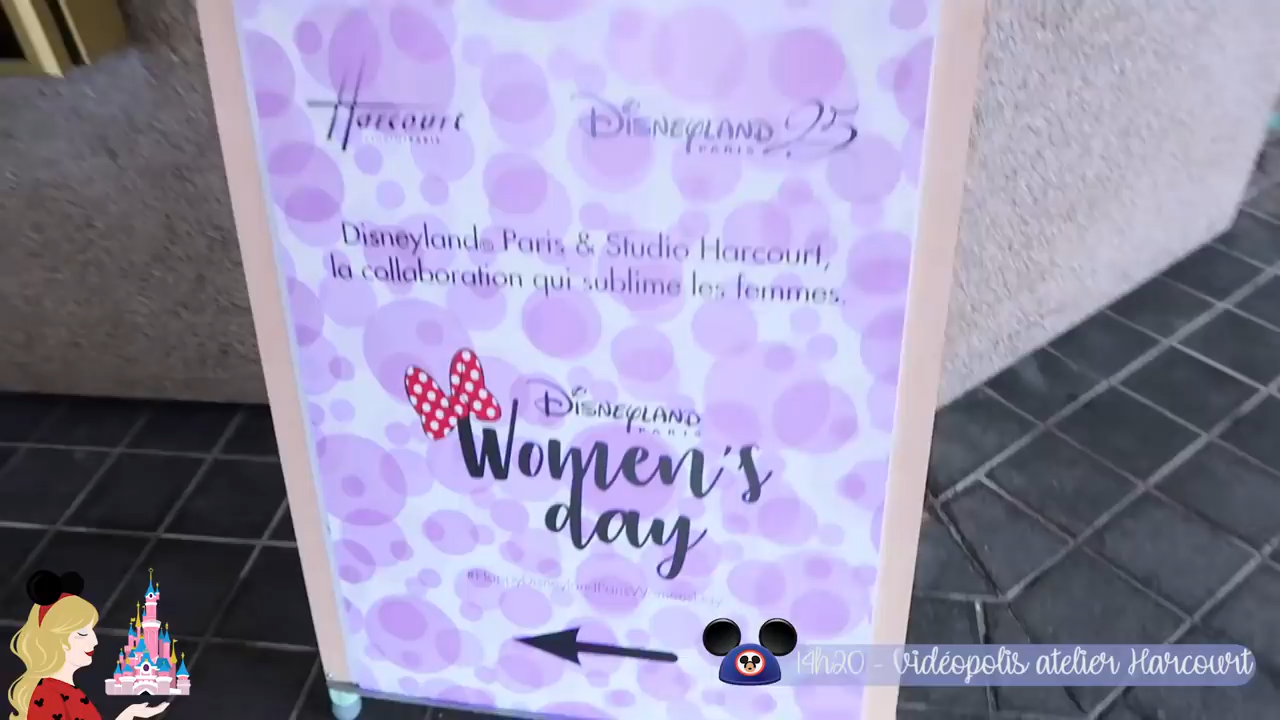 Harcourt
Disneyland 25
PARIS
Disneyland® Paris & Studio Harcourt,
la collaboration qui sublime les femmes.
Disneyland
PARIS
Women's
day
14h20 - Vidéopolis atelier Harcourt